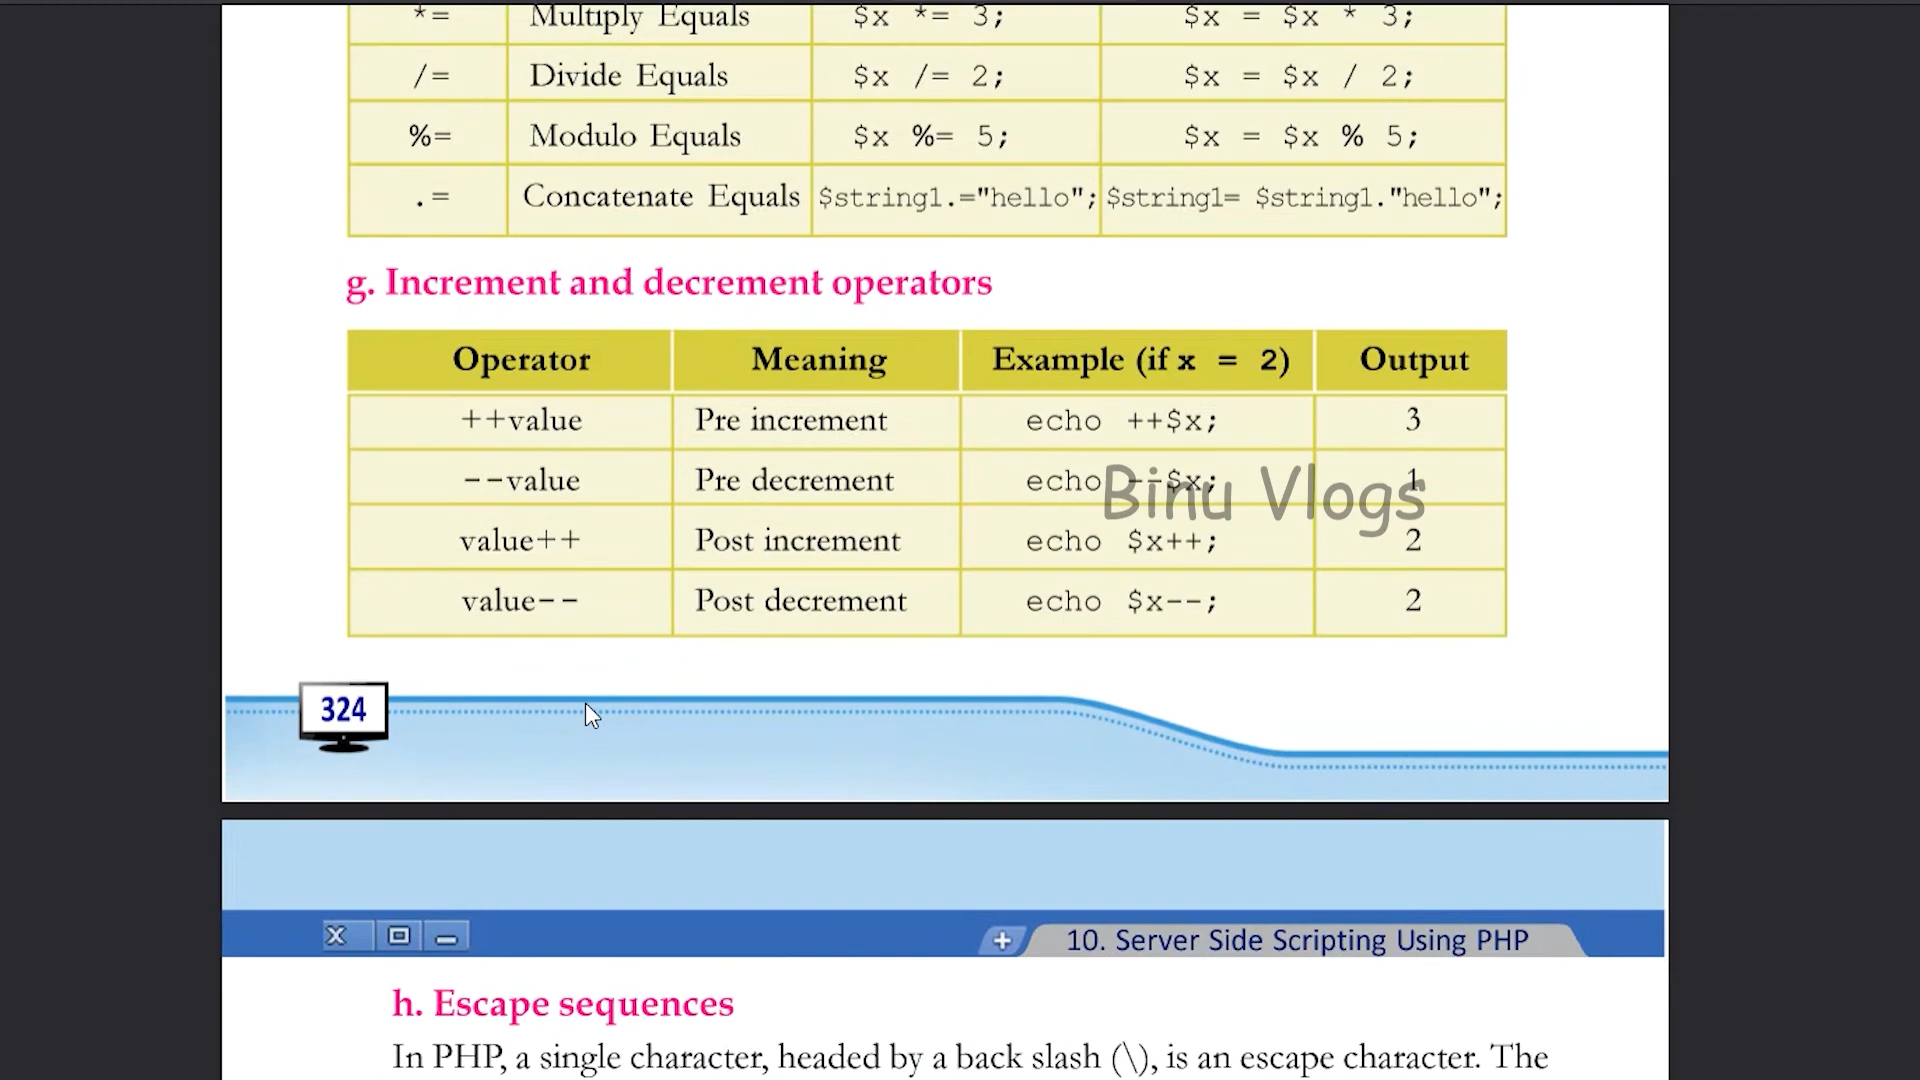 *= Multiply Equals $x *= 3; $x = $x * 3;
/= Divide Equals $x /= 2; $x = $x / 2;
%= Modulo Equals $x %= 5; $x = $x % 5;
.= Concatenate Equals $string1.="hello"; $string1= $string1."hello";
g. Increment and decrement operators
Operator Meaning Example (if x = 2) Output
++value Pre increment echo ++$x; 3
--value Pre decrement echo --$x; 1
Binu Vlogs
value++ Post increment echo $x++; 2
value-- Post decrement echo $x--; 2
324
10. Server Side Scripting Using PHP
h. Escape sequences
In PHP, a single character, headed by a back slash (\), is an escape character. The